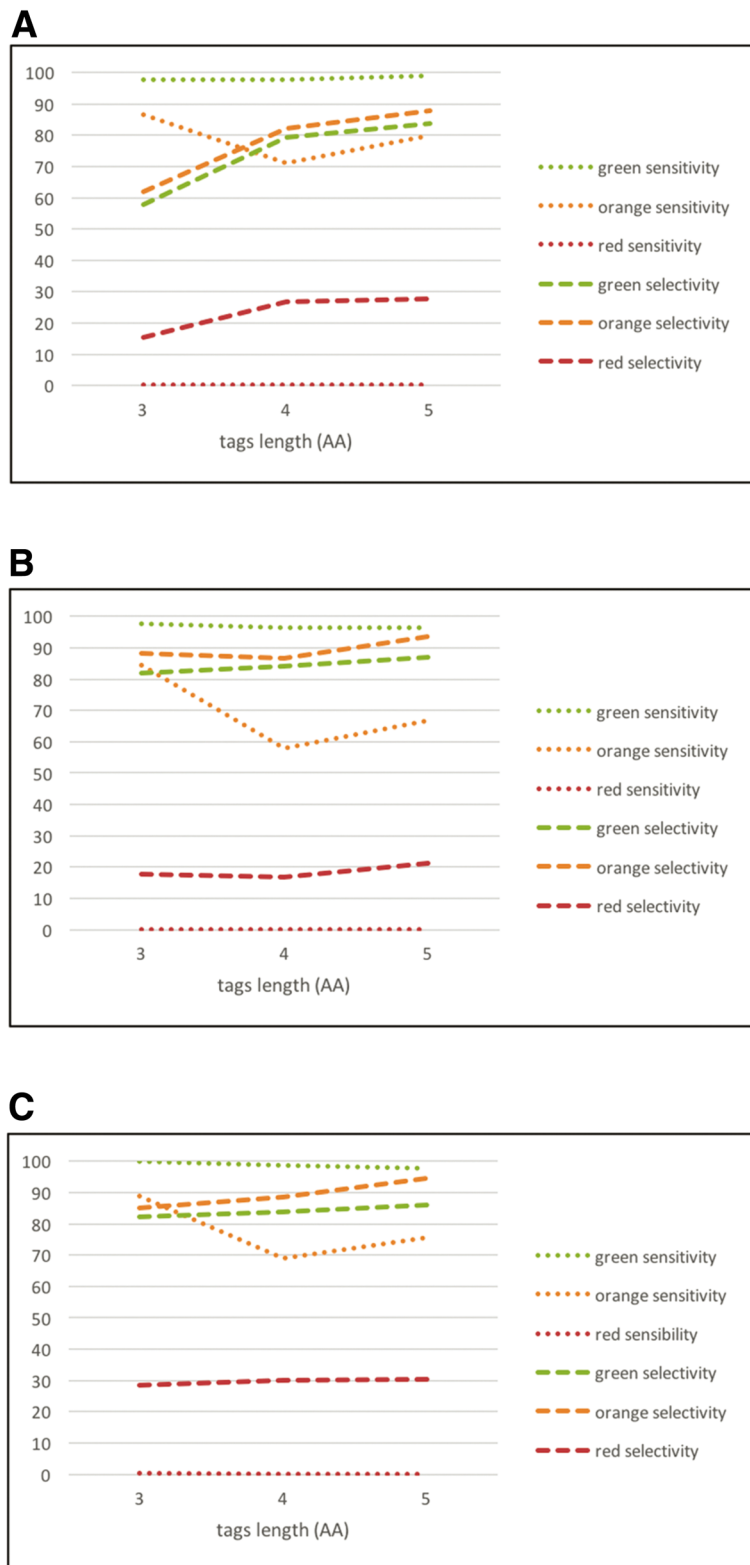 A
100
90
80
70
60
50
40
30
20
10
0
3 4 5
tags length (AA)
green sensitivity
orange sensitivity
red sensitivity
green selectivity
orange selectivity
red selectivity
B
100
90
80
70
60
50
40
30
20
10
0
3 4 5
tags length (AA)
green sensitivity
orange sensitivity
red sensitivity
green selectivity
orange selectivity
red selectivity
C
100
90
80
70
60
50
40
30
20
10
0
3 4 5
tags length (AA)
green sensitivity
orange sensitivity
red sensibility
green selectivity
orange selectivity
red selectivity